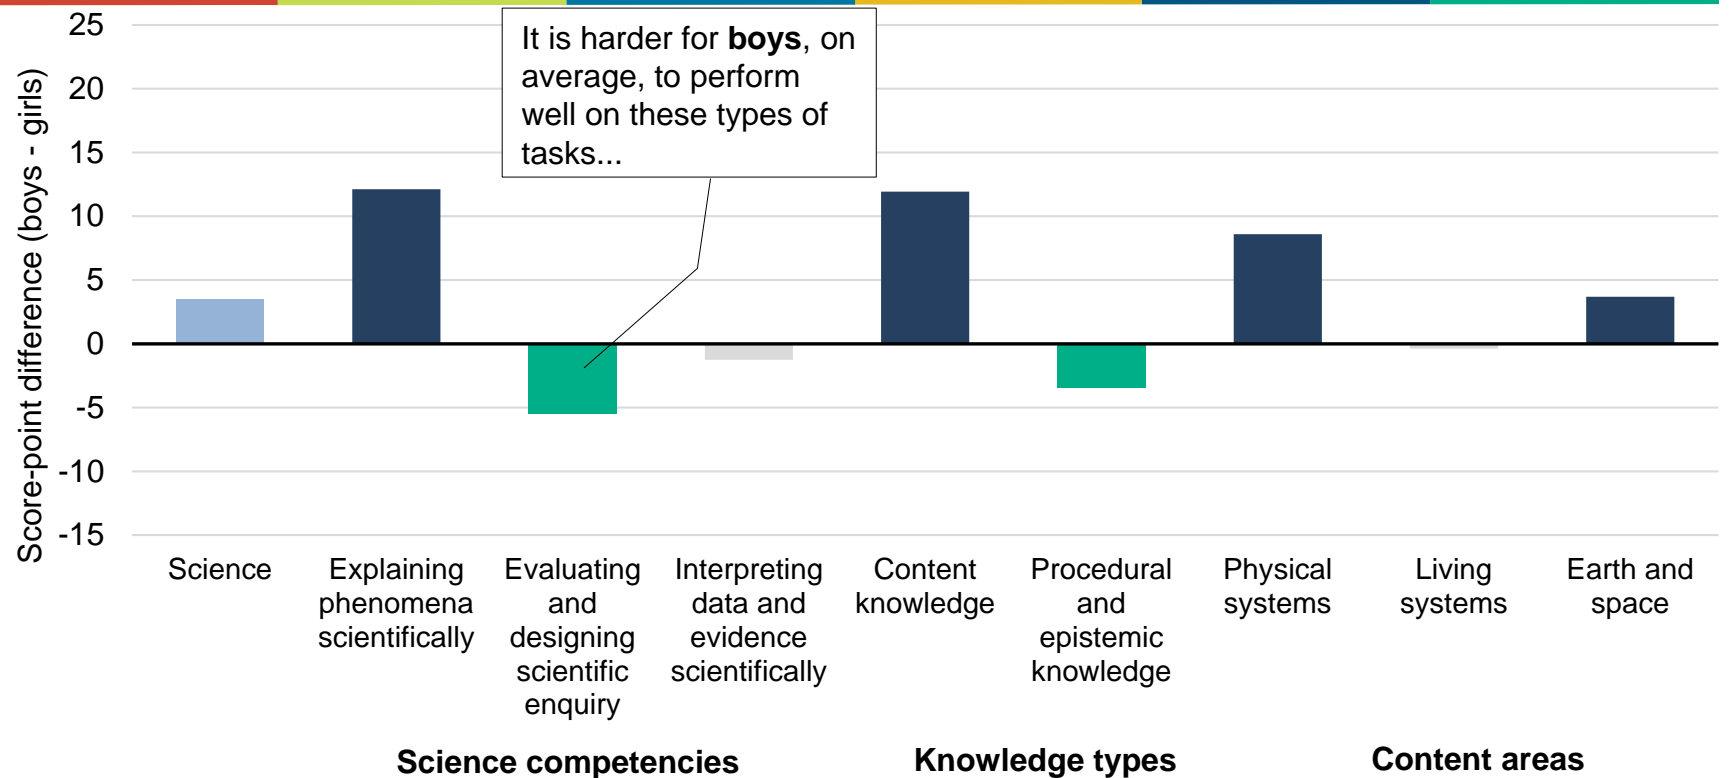 It is harder for boys, on
average, to perform
well on these types of
tasks...
Score-point difference (boys - girls)
25
20
15
10
5
0
-5
-10
-15
Science
Explaining
phenomena
scientifically
Evaluating
and
designing
scientific
enquiry
Interpreting
data and
evidence
scientifically
Content
knowledge
Procedural
and
epistemic
knowledge
Physical
systems
Living
systems
Earth and
space
Science competencies
Knowledge types
Content areas